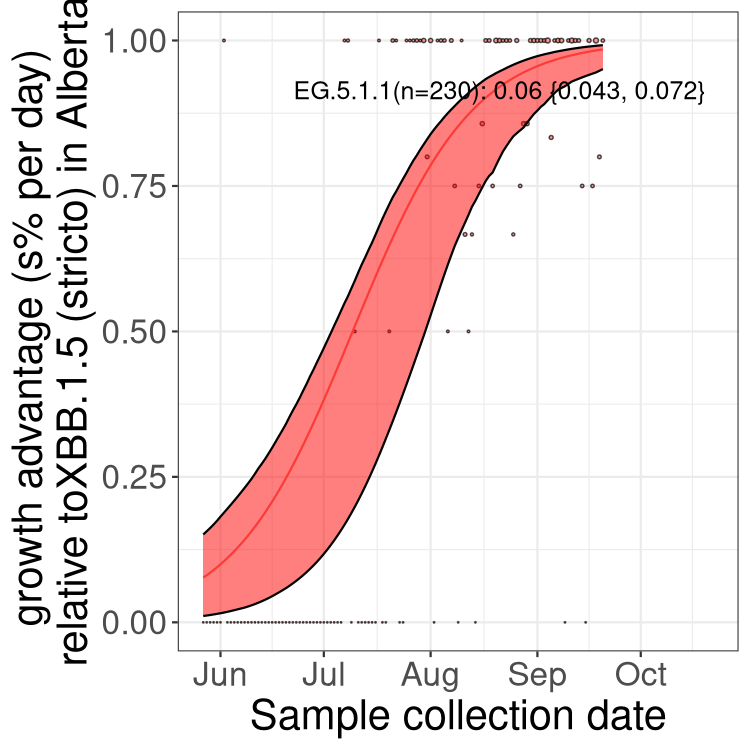 growth advantage (s% per day)
relative toXBB.1.5 (stricto) in Alberta
1.00
0.75
0.50
0.25
0.00
EG.5.1.1(n=230): 0.06 {0.043, 0.072}
Jun Jul Aug Sep Oct
Sample collection date